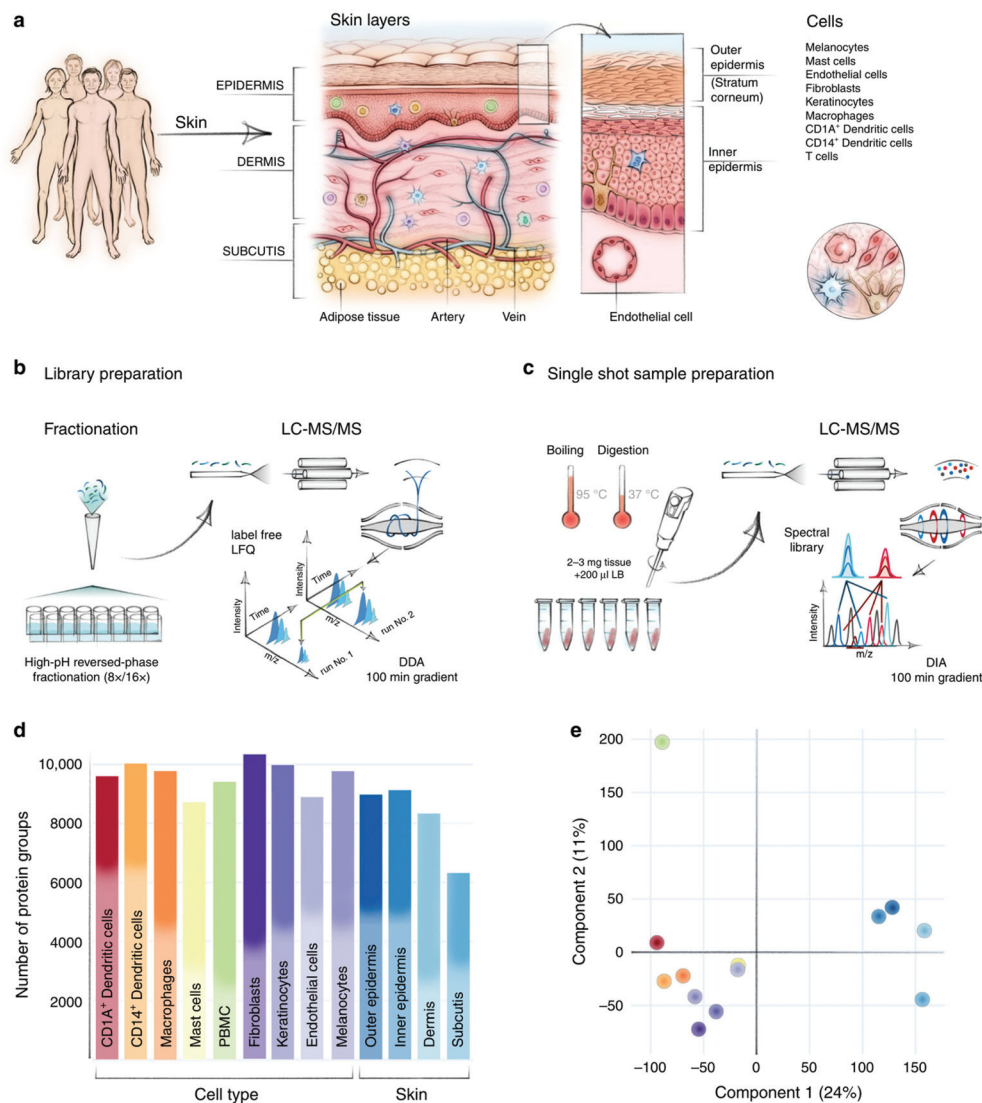 a
Skin layers
Cells
Melanocytes
Mast cells
Endothelial cells
Fibroblasts
Keratinocytes
Macrophages
CD1A⁺ Dendritic cells
CD14⁺ Dendritic cells
T cells
Skin
EPIDERMIS
DERMIS
SUBCUTIS
Outer
epidermis
(Stratum
corneum)
Inner
epidermis
Adipose tissue
Artery
Vein
Endothelial cell
b
Library preparation
Fractionation
LC-MS/MS
label free
LFQ
Intensity
Time
m/z
run No. 1
Intensity
Time
m/z
run No. 2
High-pH reversed-phase
fractionation (8×/16×)
DDA
100 min gradient
c
Single shot sample preparation
LC-MS/MS
Boiling
Digestion
95 °C
37 °C
2–3 mg tissue
+200 µl LB
Spectral
library
Intensity
m/z
DIA
100 min gradient
d
Number of protein groups
10,000
8000
6000
4000
2000
CD1A⁺ Dendritic cells
CD14⁺ Dendritic cells
Macrophages
Mast cells
PBMC
Fibroblasts
Keratinocytes
Endothelial cells
Melanocytes
Outer epidermis
Inner epidermis
Dermis
Subcutis
Cell type
Skin
e
Component 2 (11%)
200
150
100
50
0
−50
−100
−50
0
50
100
150
Component 1 (24%)